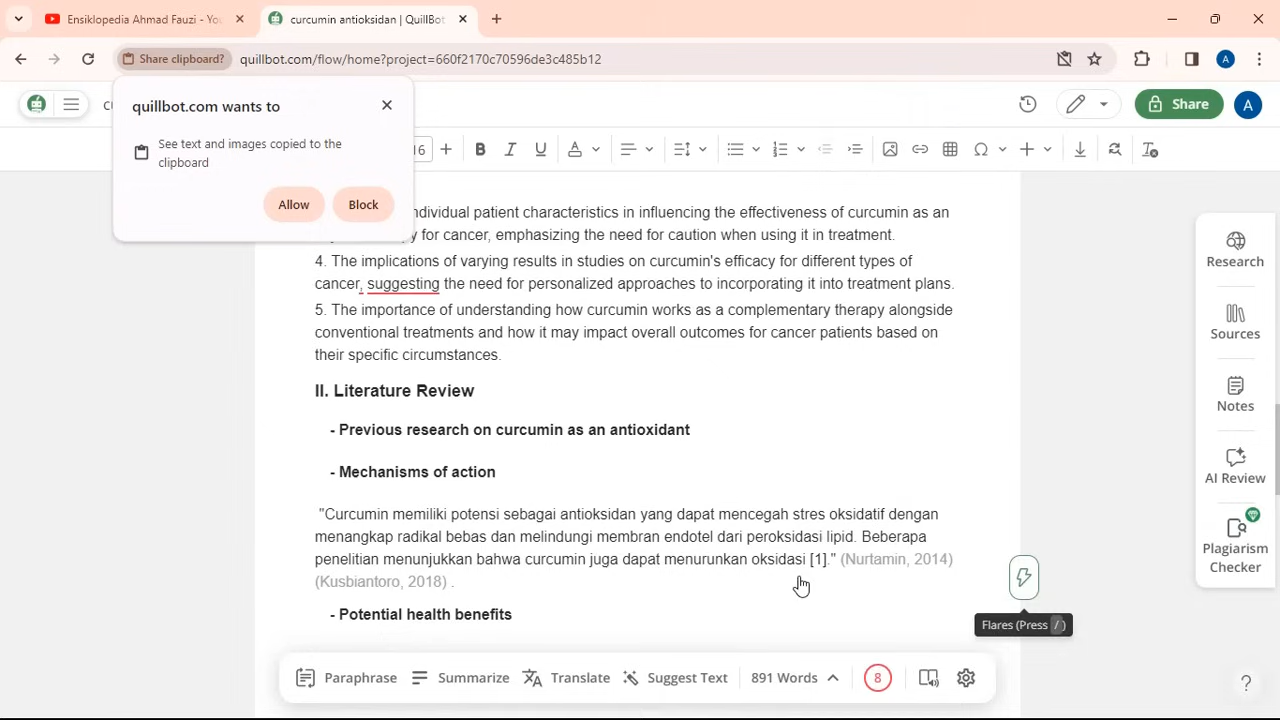 Ensiklopedia Ahmad Fauzi - You
curcumin antioksidan | QuillBot
Share clipboard?
quillbot.com/flow/home?project=660f2170c70596de3c485b12
A
quillbot.com wants to
See text and images copied to the
clipboard
Allow
Block
Share
A
16
B
I
U
A
ndividual patient characteristics in influencing the effectiveness of curcumin as an
y for cancer, emphasizing the need for caution when using it in treatment.
4. The implications of varying results in studies on curcumin's efficacy for different types of
cancer, suggesting the need for personalized approaches to incorporating it into treatment plans.
5. The importance of understanding how curcumin works as a complementary therapy alongside
conventional treatments and how it may impact overall outcomes for cancer patients based on
their specific circumstances.
II. Literature Review
- Previous research on curcumin as an antioxidant
- Mechanisms of action
"Curcumin memiliki potensi sebagai antioksidan yang dapat mencegah stres oksidatif dengan
menangkap radikal bebas dan melindungi membran endotel dari peroksidasi lipid. Beberapa
penelitian menunjukkan bahwa curcumin juga dapat menurunkan oksidasi [1]." (Nurtamin, 2014)
(Kusbiantoro, 2018) .
- Potential health benefits
Research
Sources
Notes
AI Review
Plagiarism
Checker
Flares (Press / )
Paraphrase
Summarize
Translate
Suggest Text
891 Words
8
?